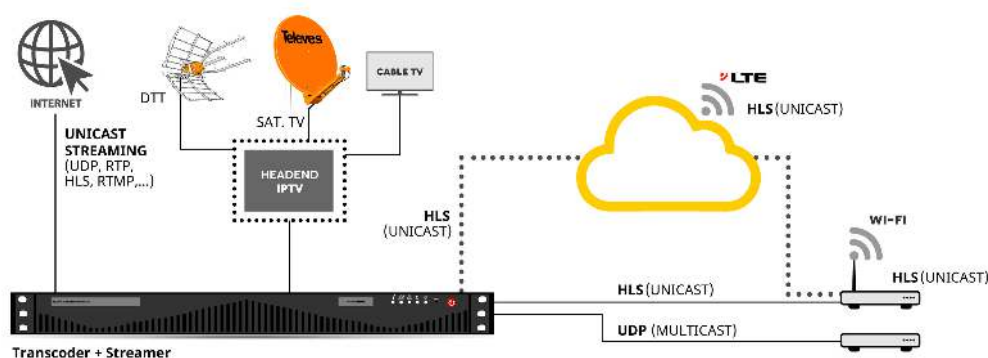 INTERNET
UNICAST
STREAMING
(UDP, RTP,
HLS, RTMP,...)
DTT
Televes
SAT. TV
CABLE TV
HEADEND
IPTV
HLS
(UNICAST)
LTE
HLS (UNICAST)
WI-FI
HLS (UNICAST)
HLS (UNICAST)
UDP (MULTICAST)
Transcoder + Streamer